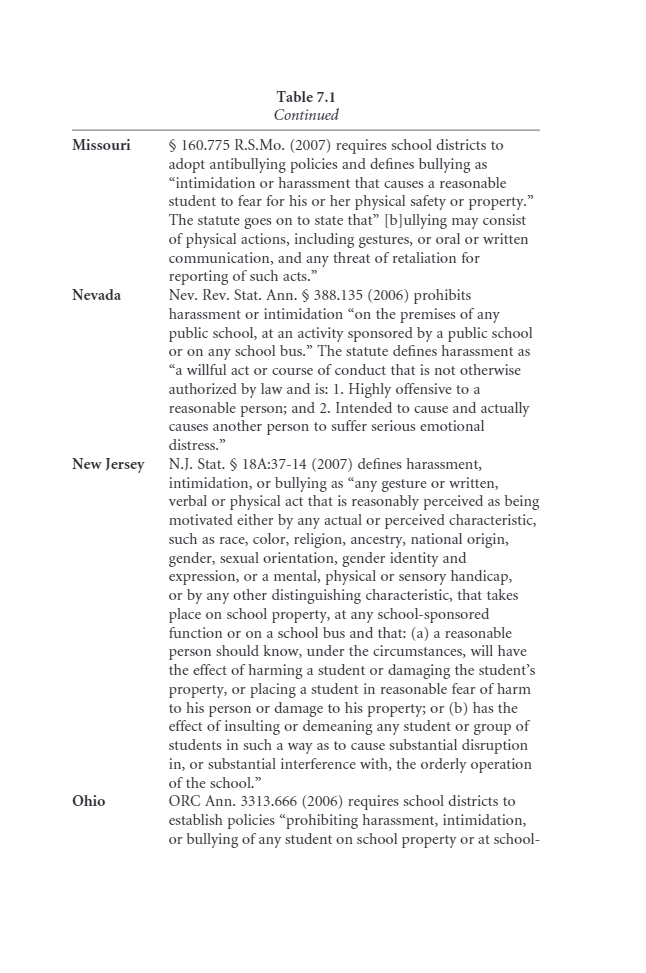 Table 7.1
Continued
Missouri § 160.775 R.S.Mo. (2007) requires school districts to
adopt antibullying policies and defines bullying as
“intimidation or harassment that causes a reasonable
student to fear for his or her physical safety or property.”
The statute goes on to state that” [b]ullying may consist
of physical actions, including gestures, or oral or written
communication, and any threat of retaliation for
reporting of such acts.”
Nevada Nev. Rev. Stat. Ann. § 388.135 (2006) prohibits
harassment or intimidation “on the premises of any
public school, at an activity sponsored by a public school
or on any school bus.” The statute defines harassment as
“a willful act or course of conduct that is not otherwise
authorized by law and is: 1. Highly offensive to a
reasonable person; and 2. Intended to cause and actually
causes another person to suffer serious emotional
distress.”
New Jersey N.J. Stat. § 18A:37-14 (2007) defines harassment,
intimidation, or bullying as “any gesture or written,
verbal or physical act that is reasonably perceived as being
motivated either by any actual or perceived characteristic,
such as race, color, religion, ancestry, national origin,
gender, sexual orientation, gender identity and
expression, or a mental, physical or sensory handicap,
or by any other distinguishing characteristic, that takes
place on school property, at any school-sponsored
function or on a school bus and that: (a) a reasonable
person should know, under the circumstances, will have
the effect of harming a student or damaging the student’s
property, or placing a student in reasonable fear of harm
to his person or damage to his property; or (b) has the
effect of insulting or demeaning any student or group of
students in such a way as to cause substantial disruption
in, or substantial interference with, the orderly operation
of the school.”
Ohio ORC Ann. 3313.666 (2006) requires school districts to
establish policies “prohibiting harassment, intimidation,
or bullying of any student on school property or at school-